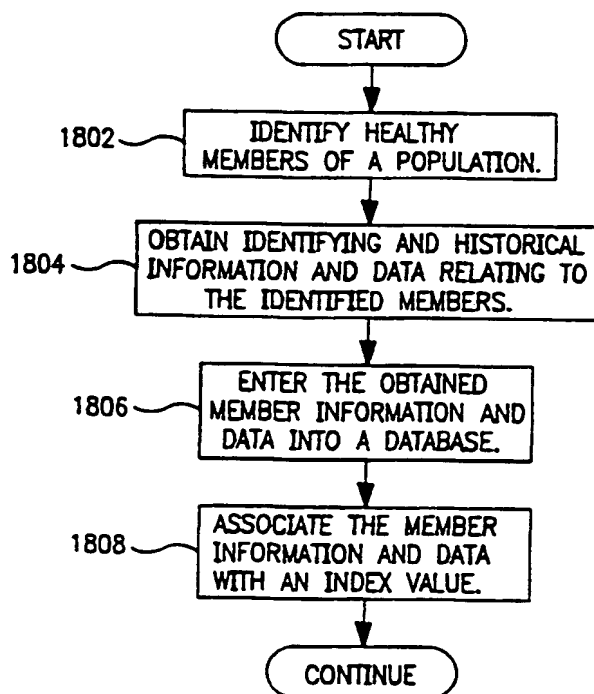 START
1802
IDENTIFY HEALTHY
MEMBERS OF A POPULATION.
1804
OBTAIN IDENTIFYING AND HISTORICAL
INFORMATION AND DATA RELATING TO
THE IDENTIFIED MEMBERS.
1806
ENTER THE OBTAINED
MEMBER INFORMATION AND
DATA INTO A DATABASE.
1808
ASSOCIATE THE MEMBER
INFORMATION AND DATA
WITH AN INDEX VALUE.
CONTINUE